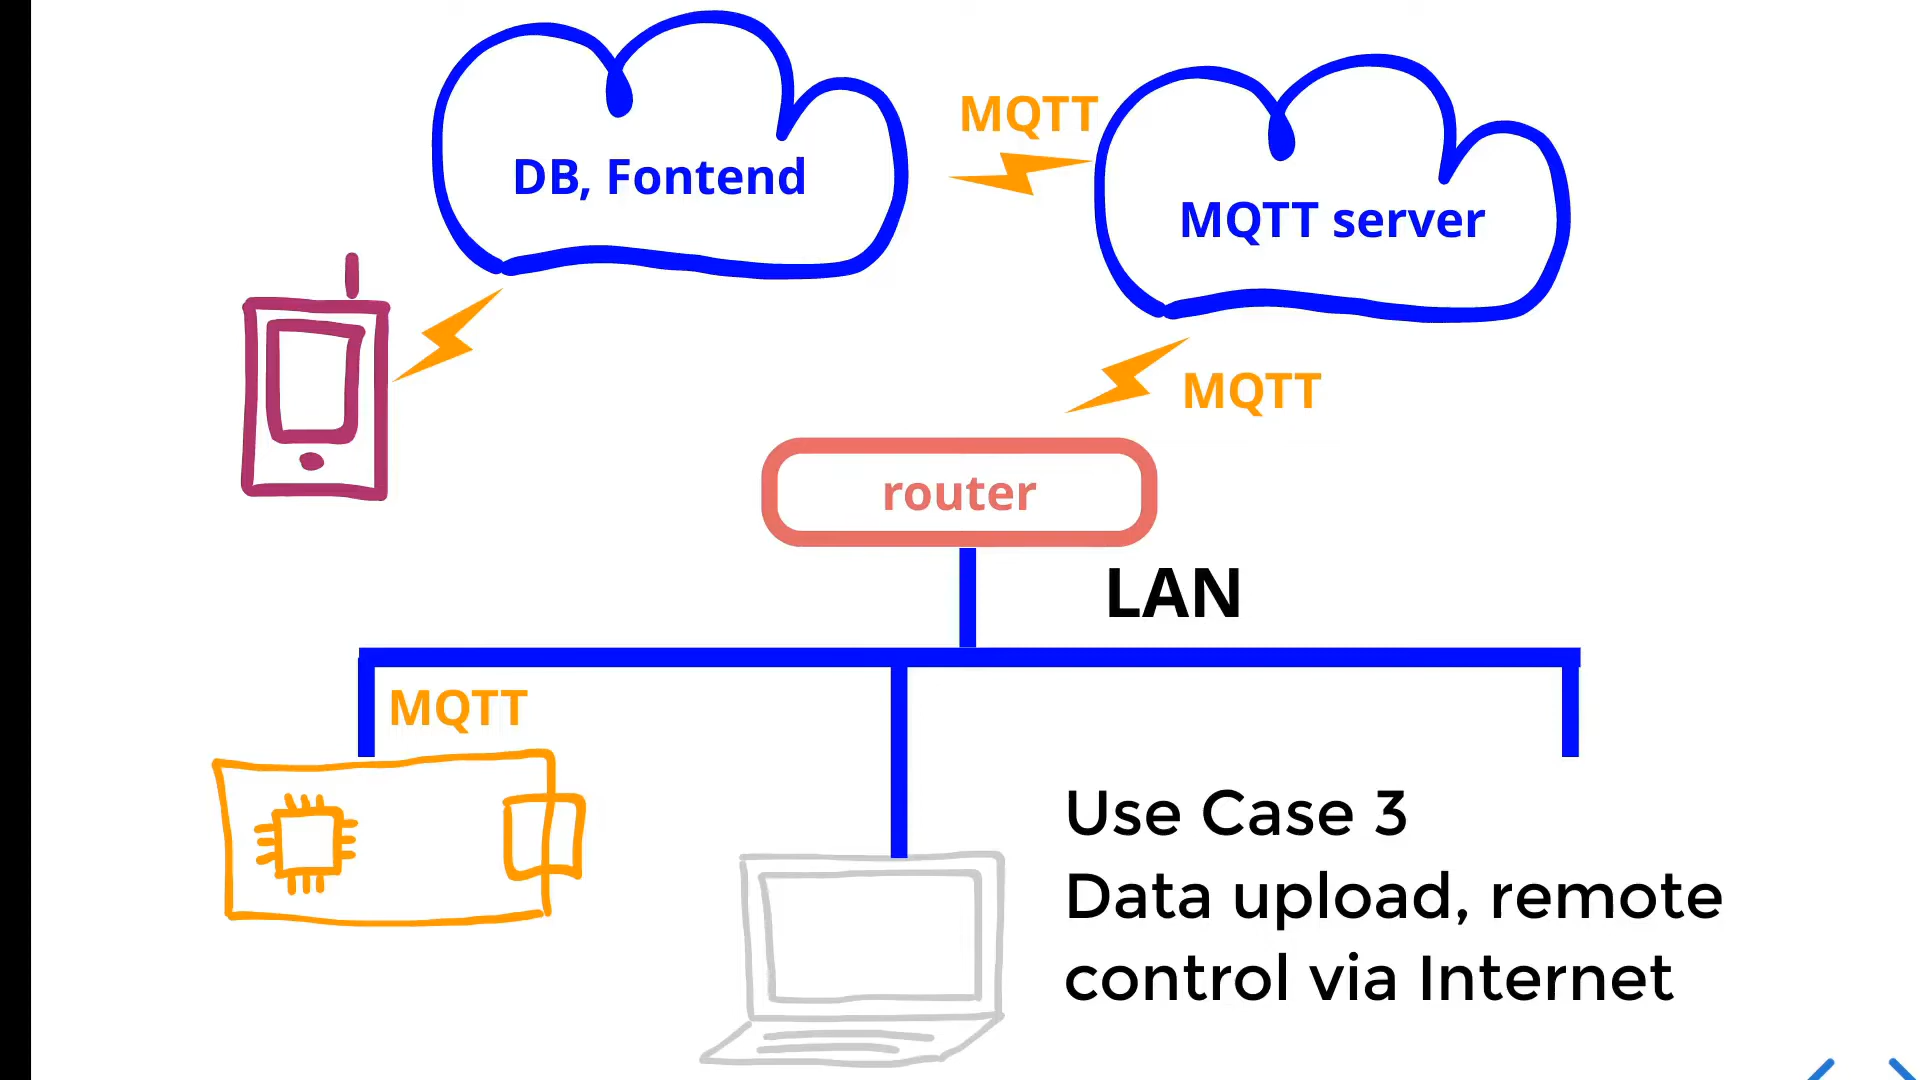 MQTT
DB, Fontend
MQTT server
MQTT
router
LAN
MQTT
Use Case 3
Data upload, remote
control via Internet